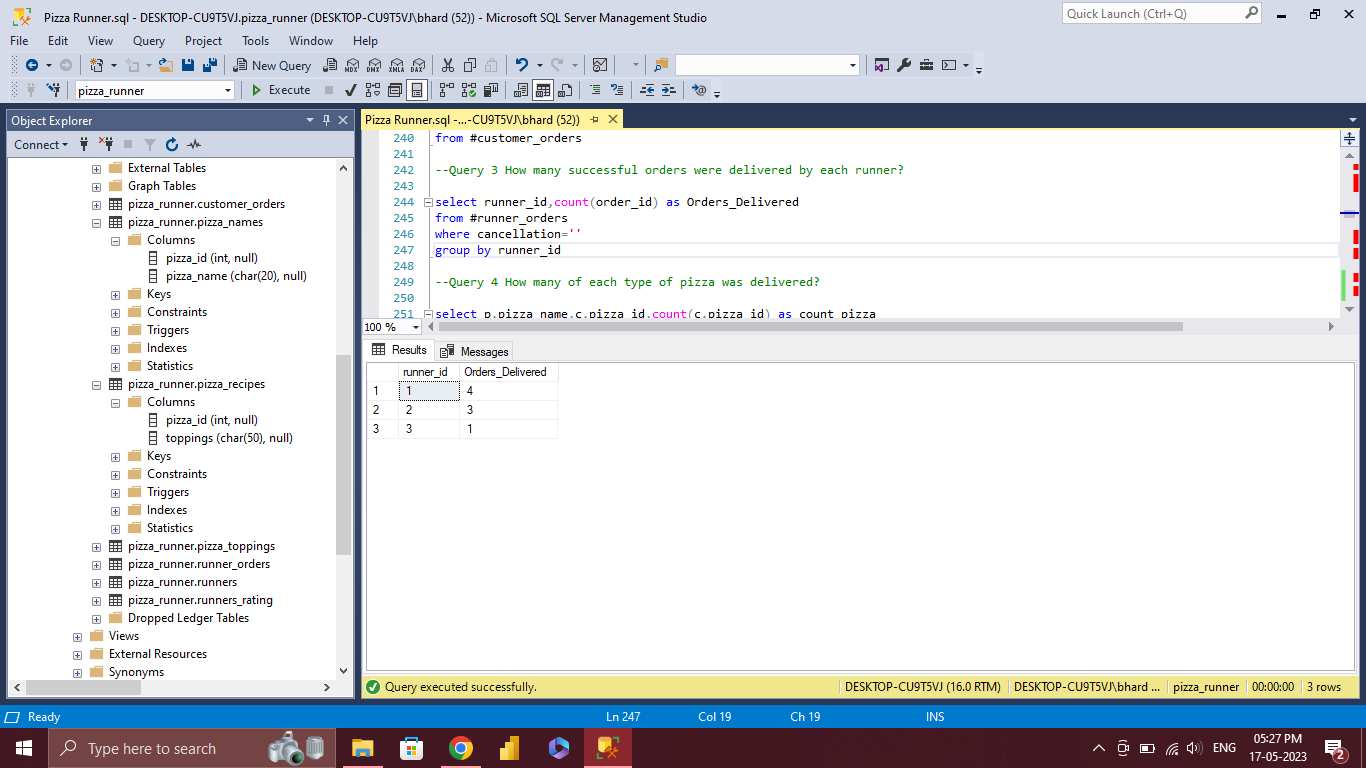 Pizza Runner.sql - DESKTOP-CU9T5VJ.pizza_runner (DESKTOP-CU9T5VJ\bhard (52)) - Microsoft SQL Server Management Studio
Quick Launch (Ctrl+Q)
File Edit View Query Project Tools Window Help
New Query
MDX DMX XMLA DAX
pizza_runner
Execute
Object Explorer
Connect
External Tables
Graph Tables
pizza_runner.customer_orders
pizza_runner.pizza_names
Columns
pizza_id (int, null)
pizza_name (char(20), null)
Keys
Constraints
Triggers
Indexes
Statistics
pizza_runner.pizza_recipes
Columns
pizza_id (int, null)
toppings (char(50), null)
Keys
Constraints
Triggers
Indexes
Statistics
pizza_runner.pizza_toppings
pizza_runner.runner_orders
pizza_runner.runners
pizza_runner.runners_rating
Dropped Ledger Tables
Views
External Resources
Synonyms
Pizza Runner.sql -...-CU9T5VJ\bhard (52))
240 from #customer_orders
241
242 --Query 3 How many successful orders were delivered by each runner?
243
244 select runner_id,count(order_id) as Orders_Delivered
245 from #runner_orders
246 where cancellation=''
247 group by runner_id
248
249 --Query 4 How many of each type of pizza was delivered?
250
251 select p.pizza_name,c.pizza_id,count(c.pizza_id) as count_pizza
100 %
Results Messages
runner_id Orders_Delivered
1 1 4
2 2 3
3 3 1
Query executed successfully.
DESKTOP-CU9T5VJ (16.0 RTM) DESKTOP-CU9T5VJ\bhard ... pizza_runner 00:00:00 3 rows
Ready Ln 247 Col 19 Ch 19 INS
Type here to search
ENG
05:27 PM
17-05-2023
2